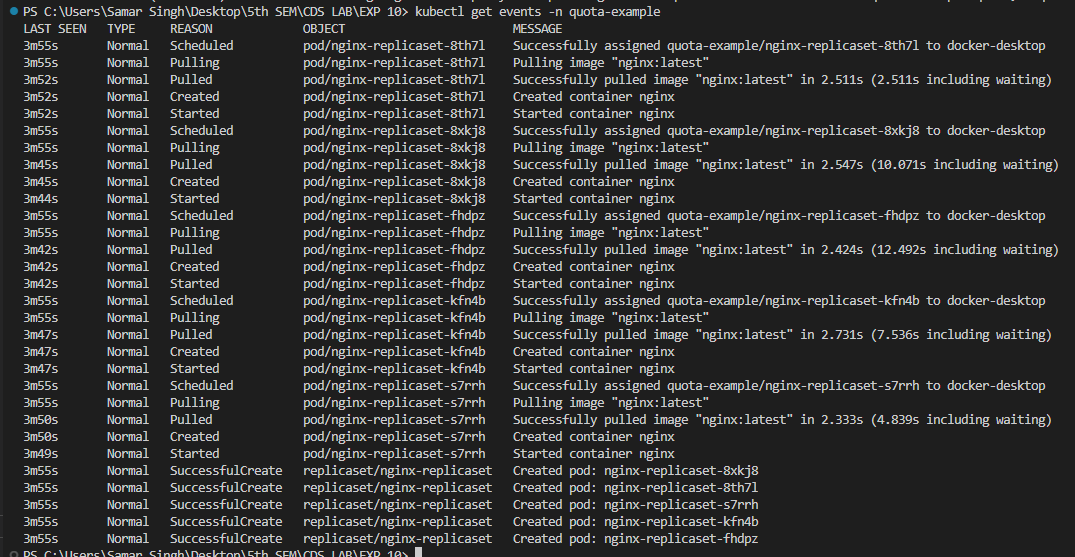 PS C:\Users\Samar Singh\Desktop\5th SEM\CDS LAB\EXP 10> kubectl get events -n quota-example
LAST SEEN   TYPE     REASON             OBJECT                        MESSAGE
3m55s       Normal   Scheduled          pod/nginx-replicaset-8th7l    Successfully assigned quota-example/nginx-replicaset-8th7l to docker-desktop
3m55s       Normal   Pulling            pod/nginx-replicaset-8th7l    Pulling image "nginx:latest"
3m52s       Normal   Pulled             pod/nginx-replicaset-8th7l    Successfully pulled image "nginx:latest" in 2.511s (2.511s including waiting)
3m52s       Normal   Created            pod/nginx-replicaset-8th7l    Created container nginx
3m52s       Normal   Started            pod/nginx-replicaset-8th7l    Started container nginx
3m55s       Normal   Scheduled          pod/nginx-replicaset-8xkj8    Successfully assigned quota-example/nginx-replicaset-8xkj8 to docker-desktop
3m55s       Normal   Pulling            pod/nginx-replicaset-8xkj8    Pulling image "nginx:latest"
3m45s       Normal   Pulled             pod/nginx-replicaset-8xkj8    Successfully pulled image "nginx:latest" in 2.547s (10.071s including waiting)
3m45s       Normal   Created            pod/nginx-replicaset-8xkj8    Created container nginx
3m44s       Normal   Started            pod/nginx-replicaset-8xkj8    Started container nginx
3m55s       Normal   Scheduled          pod/nginx-replicaset-fhdpz    Successfully assigned quota-example/nginx-replicaset-fhdpz to docker-desktop
3m55s       Normal   Pulling            pod/nginx-replicaset-fhdpz    Pulling image "nginx:latest"
3m42s       Normal   Pulled             pod/nginx-replicaset-fhdpz    Successfully pulled image "nginx:latest" in 2.424s (12.492s including waiting)
3m42s       Normal   Created            pod/nginx-replicaset-fhdpz    Created container nginx
3m42s       Normal   Started            pod/nginx-replicaset-fhdpz    Started container nginx
3m55s       Normal   Scheduled          pod/nginx-replicaset-kfn4b    Successfully assigned quota-example/nginx-replicaset-kfn4b to docker-desktop
3m55s       Normal   Pulling            pod/nginx-replicaset-kfn4b    Pulling image "nginx:latest"
3m47s       Normal   Pulled             pod/nginx-replicaset-kfn4b    Successfully pulled image "nginx:latest" in 2.731s (7.536s including waiting)
3m47s       Normal   Created            pod/nginx-replicaset-kfn4b    Created container nginx
3m47s       Normal   Started            pod/nginx-replicaset-kfn4b    Started container nginx
3m55s       Normal   Scheduled          pod/nginx-replicaset-s7rrh    Successfully assigned quota-example/nginx-replicaset-s7rrh to docker-desktop
3m55s       Normal   Pulling            pod/nginx-replicaset-s7rrh    Pulling image "nginx:latest"
3m50s       Normal   Pulled             pod/nginx-replicaset-s7rrh    Successfully pulled image "nginx:latest" in 2.333s (4.839s including waiting)
3m50s       Normal   Created            pod/nginx-replicaset-s7rrh    Created container nginx
3m49s       Normal   Started            pod/nginx-replicaset-s7rrh    Started container nginx
3m55s       Normal   SuccessfulCreate   replicaset/nginx-replicaset   Created pod: nginx-replicaset-8xkj8
3m55s       Normal   SuccessfulCreate   replicaset/nginx-replicaset   Created pod: nginx-replicaset-8th7l
3m55s       Normal   SuccessfulCreate   replicaset/nginx-replicaset   Created pod: nginx-replicaset-s7rrh
3m55s       Normal   SuccessfulCreate   replicaset/nginx-replicaset   Created pod: nginx-replicaset-kfn4b
3m55s       Normal   SuccessfulCreate   replicaset/nginx-replicaset   Created pod: nginx-replicaset-fhdpz
PS C:\Users\Samar Singh\Desktop\5th SEM\CDS LAB\EXP 10>